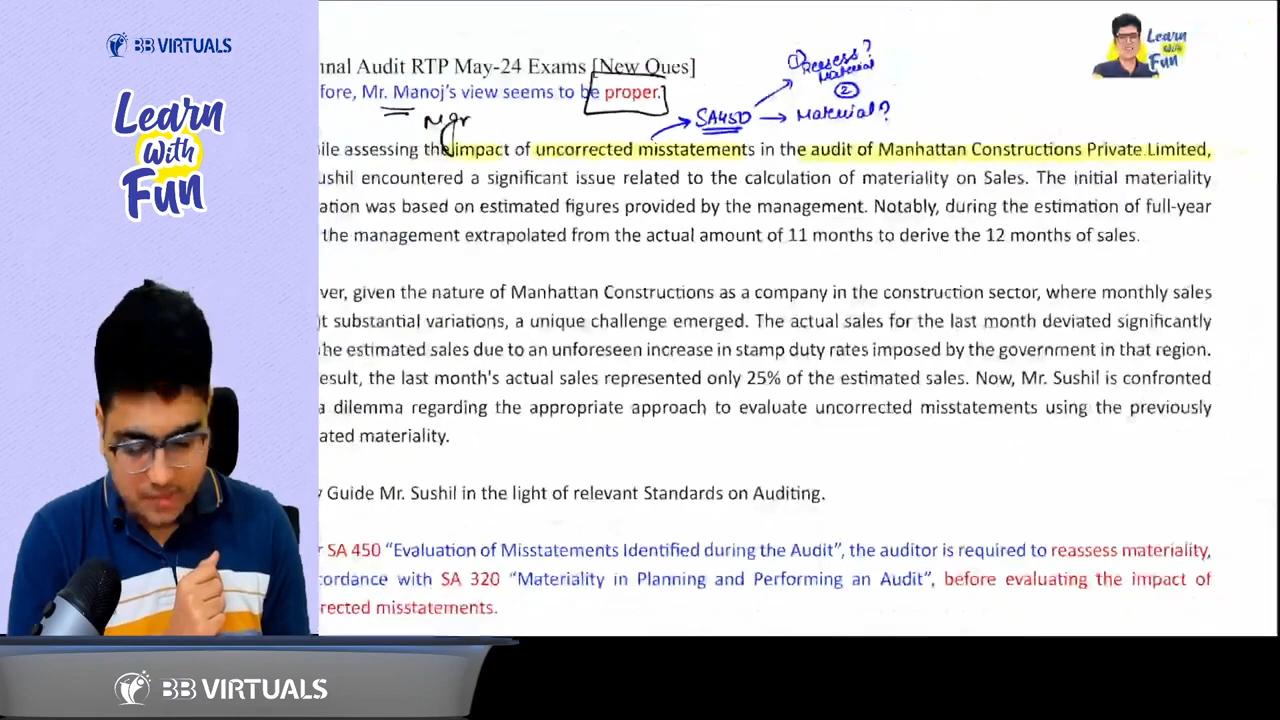 BB VIRTUALS
Learn
With
Fun
Learn
With
Fun
nal Audit RTP May-24 Exams [New Ques]
fore, Mr. Manoj's view seems to be proper.
Mgr
SA450
① Reassess?
Material
②
Material?
ile assessing the impact of uncorrected misstatements in the audit of Manhattan Constructions Private Limited,
ushil encountered a significant issue related to the calculation of materiality on Sales. The initial materiality
ation was based on estimated figures provided by the management. Notably, during the estimation of full-year
the management extrapolated from the actual amount of 11 months to derive the 12 months of sales.
ver, given the nature of Manhattan Constructions as a company in the construction sector, where monthly sales
t substantial variations, a unique challenge emerged. The actual sales for the last month deviated significantly
he estimated sales due to an unforeseen increase in stamp duty rates imposed by the government in that region.
esult, the last month's actual sales represented only 25% of the estimated sales. Now, Mr. Sushil is confronted
a dilemma regarding the appropriate approach to evaluate uncorrected misstatements using the previously
ated materiality.
y Guide Mr. Sushil in the light of relevant Standards on Auditing.
r SA 450 “Evaluation of Misstatements Identified during the Audit”, the auditor is required to reassess materiality,
cordance with SA 320 “Materiality in Planning and Performing an Audit”, before evaluating the impact of
rected misstatements.
BB VIRTUALS